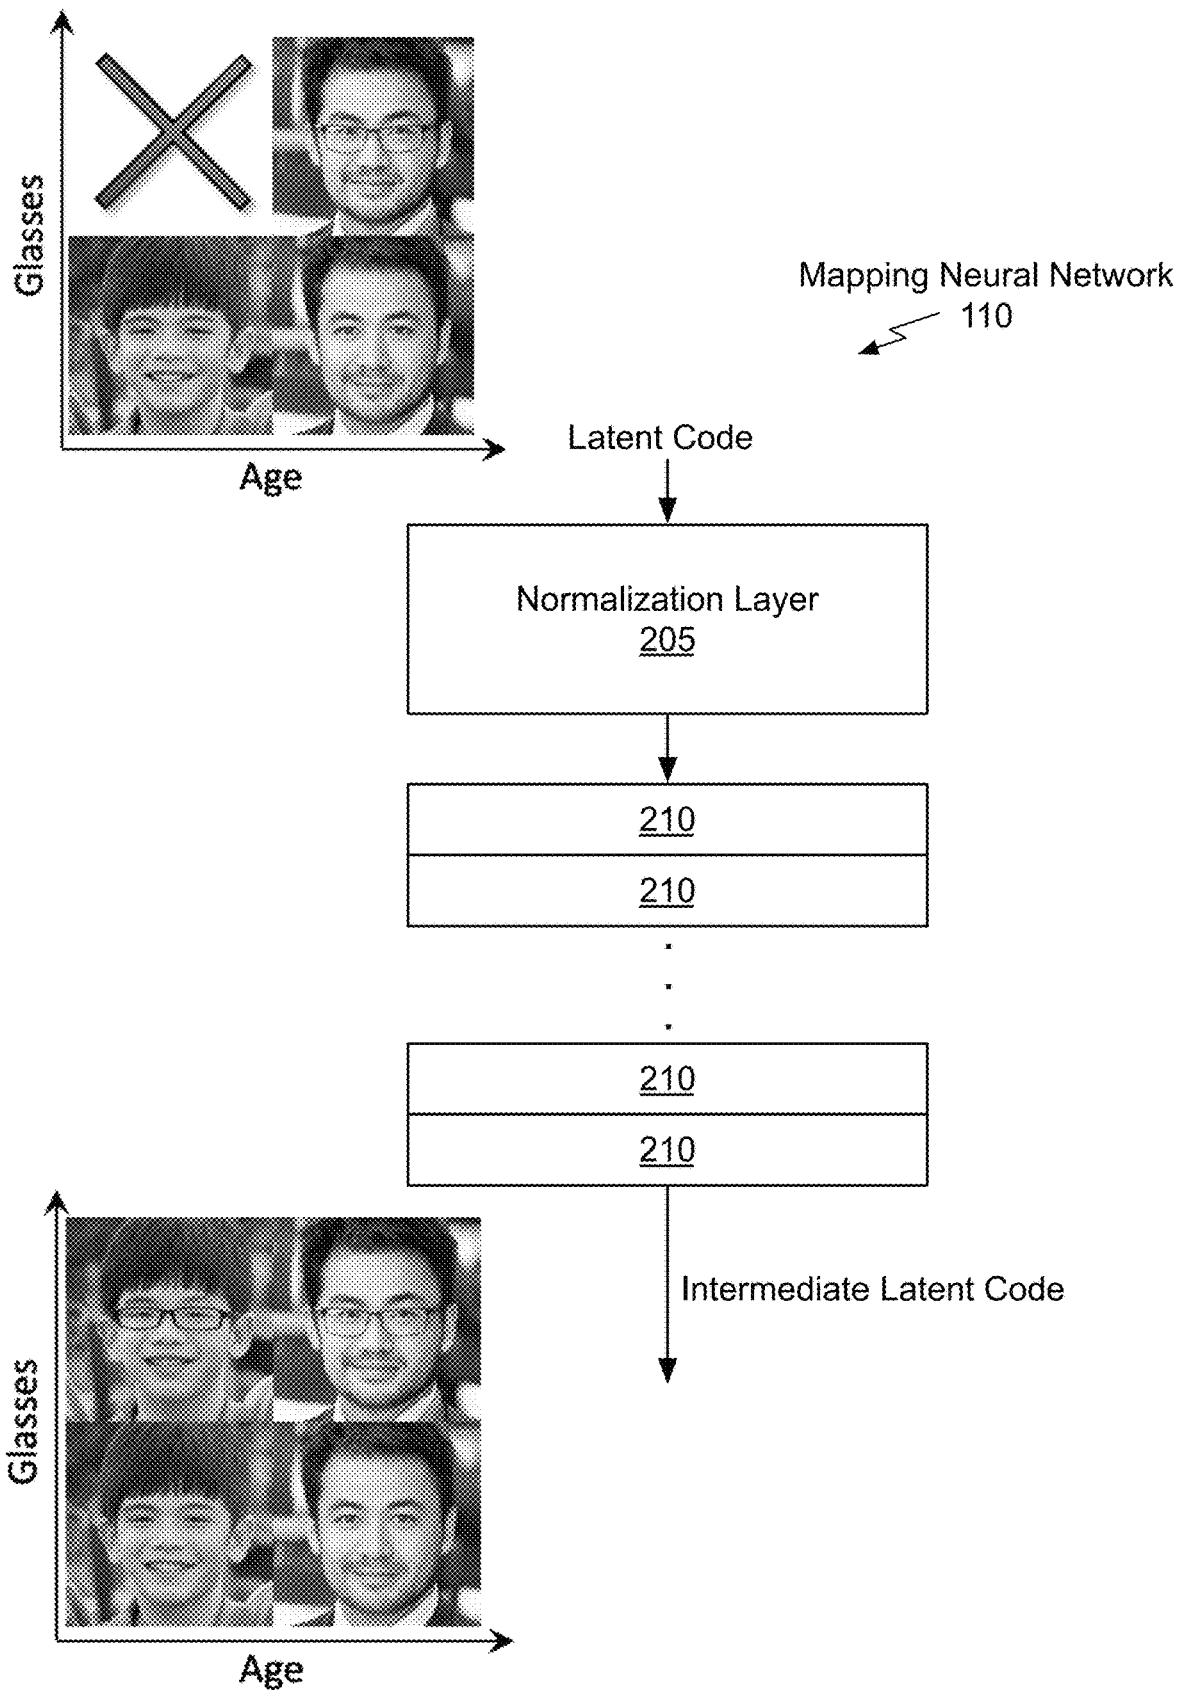 Glasses
Age
Mapping Neural Network
110
Latent Code
Normalization Layer
205
210
210
210
210
Intermediate Latent Code
Glasses
Age